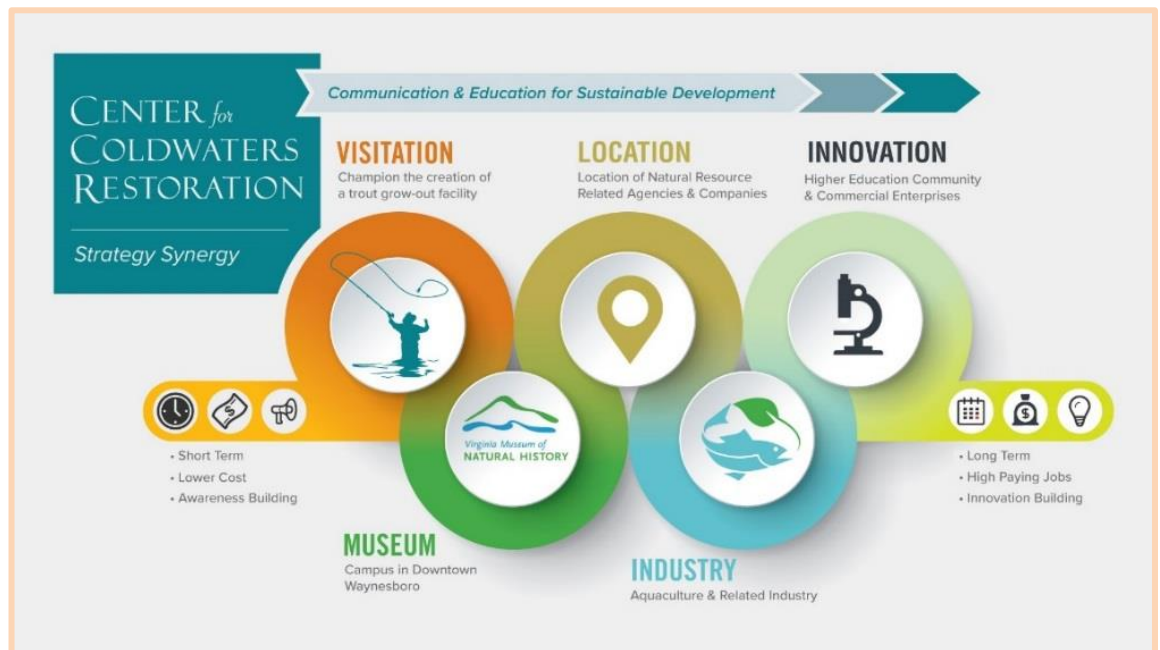 CENTER for
COLDWATERS
RESTORATION
Strategy Synergy
Communication & Education for Sustainable Development
VISITATION
Champion the creation of
a trout grow-out facility
LOCATION
Location of Natural Resource
Related Agencies & Companies
INNOVATION
Higher Education Community
& Commercial Enterprises
• Short Term
• Lower Cost
• Awareness Building
Virginia Museum of
NATURAL HISTORY
• Long Term
• High Paying Jobs
• Innovation Building
MUSEUM
Campus in Downtown
Waynesboro
INDUSTRY
Aquaculture & Related Industry